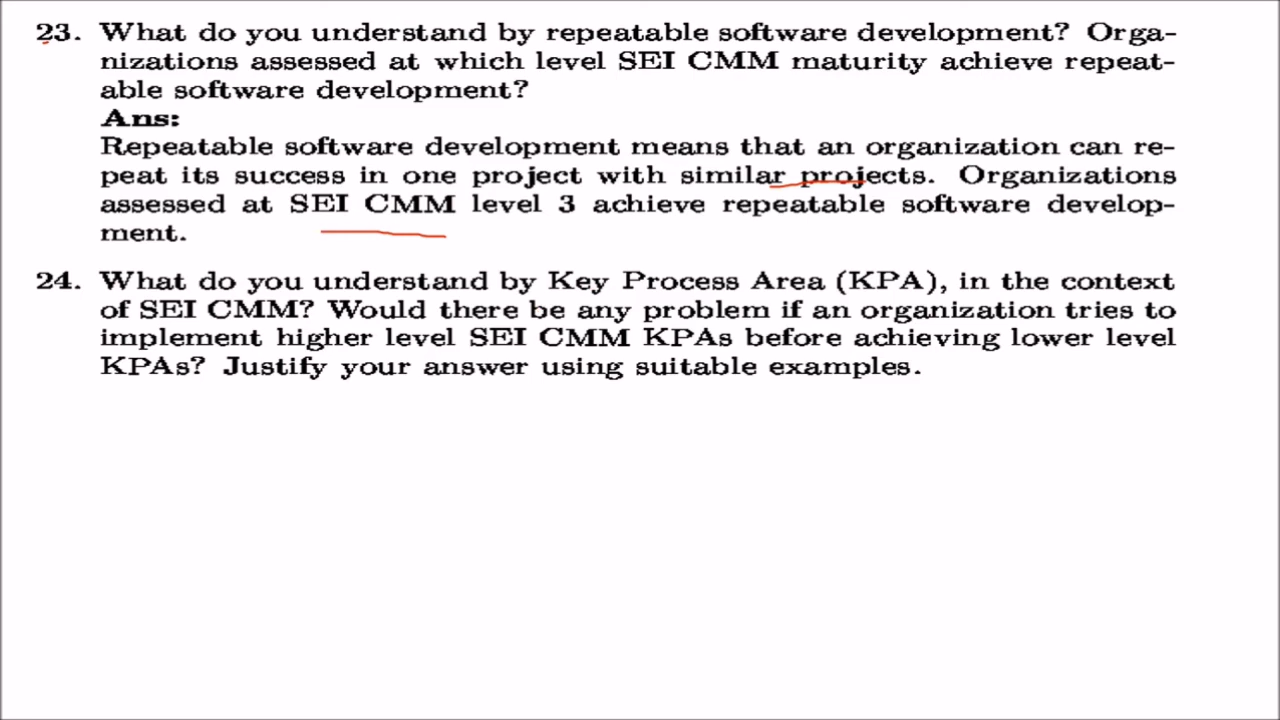 23. What do you understand by repeatable software development? Orga-
nizations assessed at which level SEI CMM maturity achieve repeat-
able software development?
Ans:
Repeatable software development means that an organization can re-
peat its success in one project with similar projects. Organizations
assessed at SEI CMM level 3 achieve repeatable software develop-
ment.
24. What do you understand by Key Process Area (KPA), in the context
of SEI CMM? Would there be any problem if an organization tries to
implement higher level SEI CMM KPAs before achieving lower level
KPAs? Justify your answer using suitable examples.